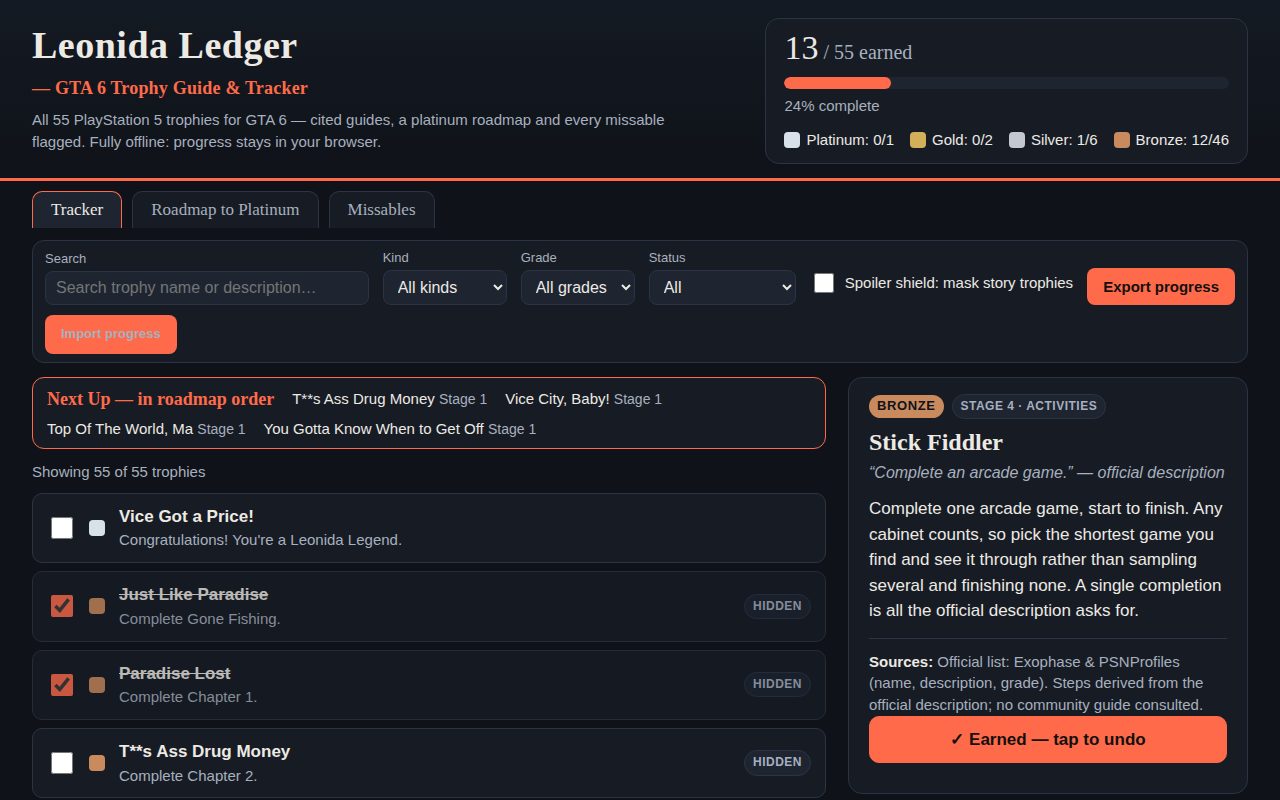 Leonida Ledger
— GTA 6 Trophy Guide & Tracker
All 55 PlayStation 5 trophies for GTA 6 — cited guides, a platinum roadmap and every missable
flagged. Fully offline: progress stays in your browser.
13 / 55 earned
24% complete
Platinum: 0/1 Gold: 0/2 Silver: 1/6 Bronze: 12/46
Tracker Roadmap to Platinum Missables
Search Kind Grade Status
Search trophy name or description… All kinds All grades All Spoiler shield: mask story trophies Export progress
Import progress
Next Up — in roadmap order T**s Ass Drug Money Stage 1 Vice City, Baby! Stage 1
Top Of The World, Ma Stage 1 You Gotta Know When to Get Off Stage 1
Showing 55 of 55 trophies
Vice Got a Price!
Congratulations! You're a Leonida Legend.
Just Like Paradise
Complete Gone Fishing.
HIDDEN
Paradise Lost
Complete Chapter 1.
HIDDEN
T**s Ass Drug Money
Complete Chapter 2.
HIDDEN
BRONZE STAGE 4 · ACTIVITIES
Stick Fiddler
“Complete an arcade game.” — official description
Complete one arcade game, start to finish. Any
cabinet counts, so pick the shortest game you
find and see it through rather than sampling
several and finishing none. A single completion
is all the official description asks for.
Sources: Official list: Exophase & PSNProfiles
(name, description, grade). Steps derived from the
official description; no community guide consulted.
✓ Earned — tap to undo